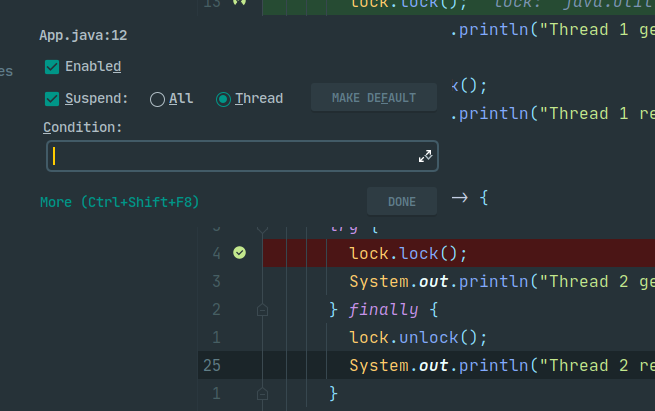 13 lock.lock(); lock: "java.util
App.java:12
.println("Thread 1 ge
es
Enabled
Suspend: All Thread MAKE DEFAULT
k();
.println("Thread 1 re
Condition:
More (Ctrl+Shift+F8) DONE
-> {
try {
4 lock.lock();
3 System.out.println("Thread 2 ge
2 } finally {
1 lock.unlock();
25 System.out.println("Thread 2 re
1 }